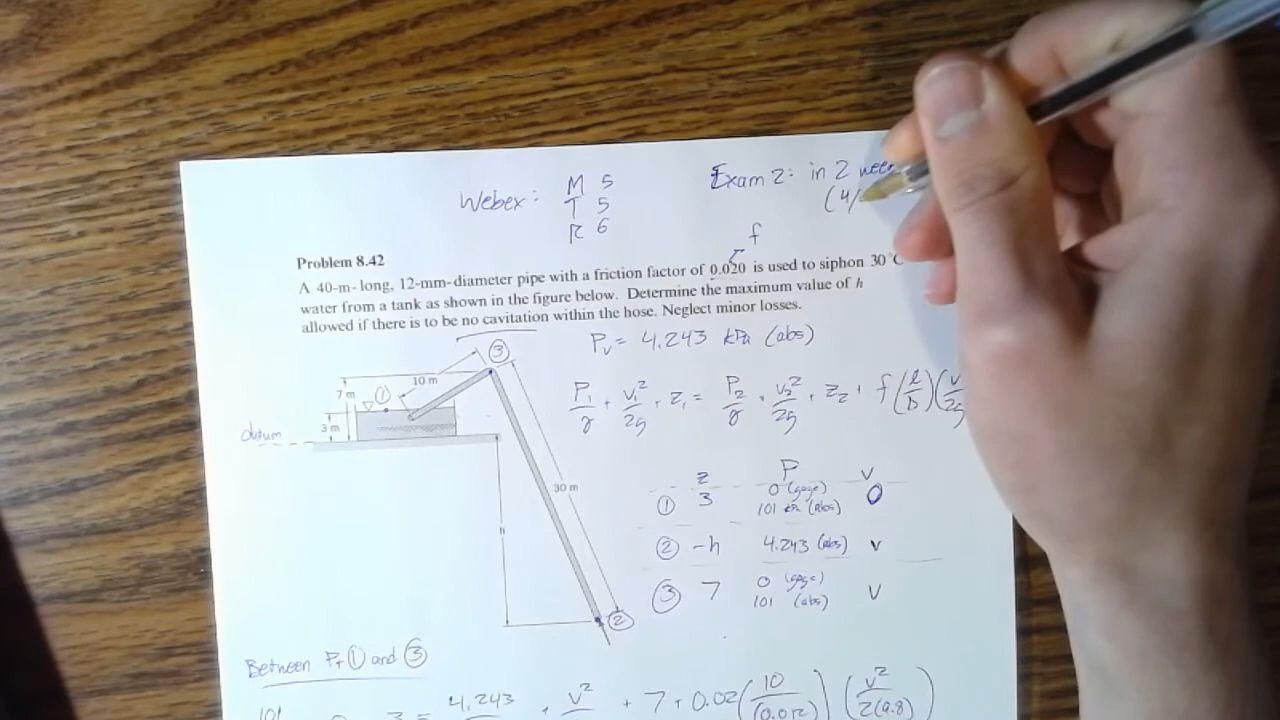 Webex: M 5
T 5
R 6
Exam 2: in 2
(4/
f
Problem 8.42
A 40-m-long, 12-mm-diameter pipe with a friction factor of 0.020 is used to siphon 30°C
water from a tank as shown in the figure below. Determine the maximum value of h
allowed if there is to be no cavitation within the hose. Neglect minor losses.
Pv = 4.243 kPa (abs)
③
10 m
7 m
①
3 m
datum
30 m
h
②
P₁/γ + v₁²/2g + z₁ = P₂/γ + v₂²/2g + z₂ + f(l/D)(v/2g
z P v
① 3 0 (gage) 0
101 kPa (abs)
② -h 4.243 (abs) v
③ 7 0 (gage) v
101 (abs)
Between Pt ① and ③
101 3 = 4.243 + v² + 7 + 0.02(10/(0.012))(v²/2(9.8))